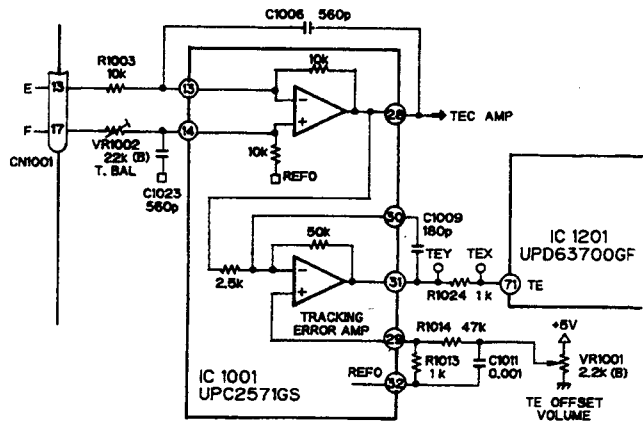 C1006 560p
R1003
10k
10k
E
13
13
28
TEC AMP
F
17
14
VR1002
22k (B)
T. BAL
10k
CN1001
REF0
C1023
560p
30
C1009
180p
IC 1201
UPD63700GF
50k
TEY TEX
2.5k
31
71
TE
R1024 1k
TRACKING
ERROR AMP
29
R1014 47k
+5V
R1013
1k
C1011
0.001
VR1001
2.2k (B)
REF0
32
IC 1001
UPC2571GS
TE OFFSET
VOLUME